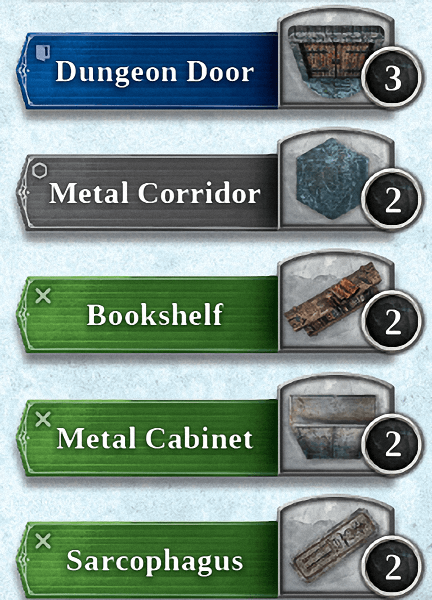 Dungeon Door
3
Metal Corridor
2
Bookshelf
2
Metal Cabinet
2
Sarcophagus
2